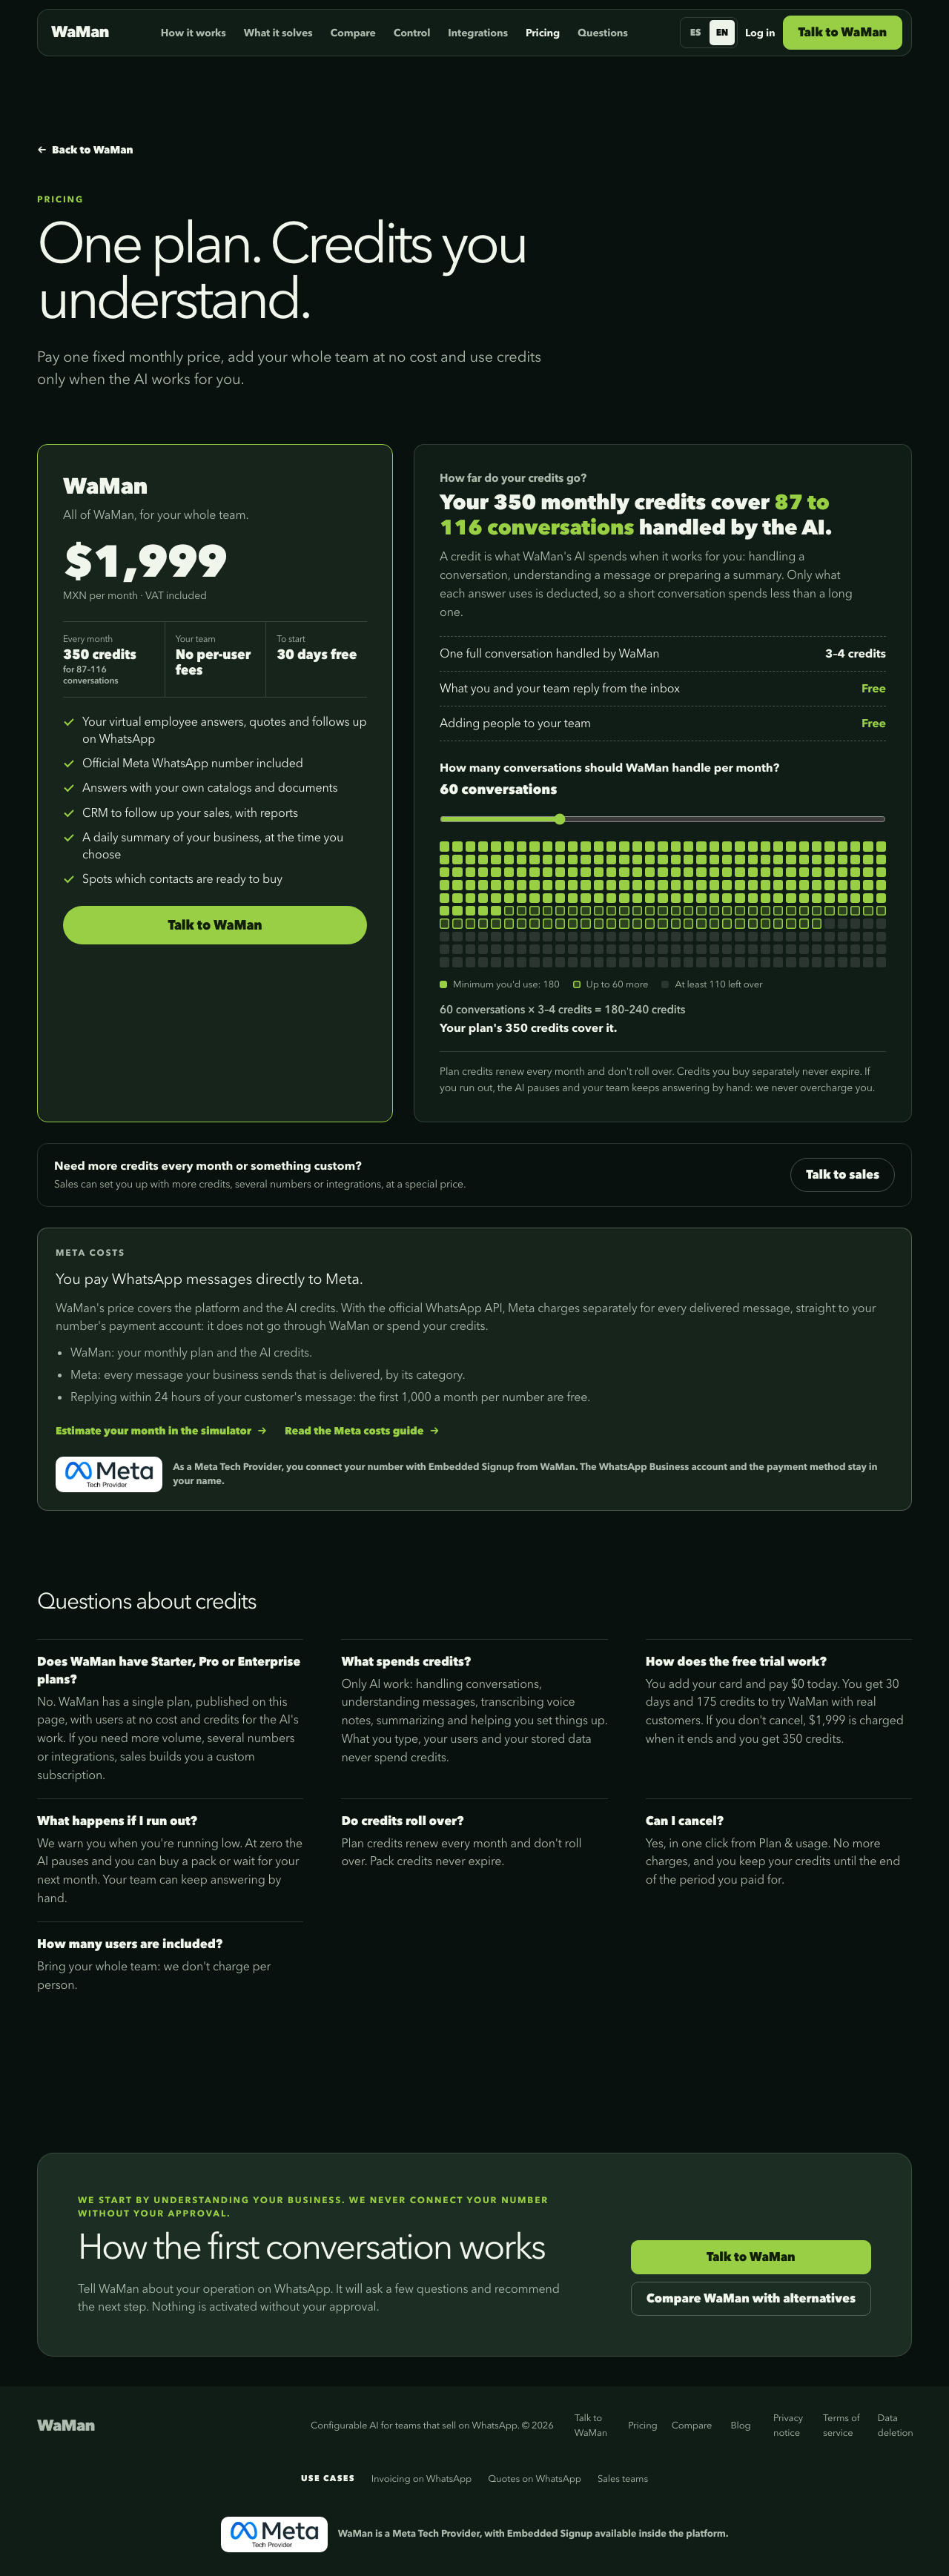 WaMan
How it works
What it solves
Compare
Control
Integrations
Pricing
Questions
ES
EN
Log in
Talk to WaMan
← Back to WaMan
PRICING
One plan. Credits you
understand.
Pay one fixed monthly price, add your whole team at no cost and use credits
only when the AI works for you.
WaMan
All of WaMan, for your whole team.
$1,999
MXN per month · VAT included
Every month
350 credits
for 87–116
conversations
Your team
No per-user
fees
To start
30 days free
Your virtual employee answers, quotes and follows up
on WhatsApp
Official Meta WhatsApp number included
Answers with your own catalogs and documents
CRM to follow up your sales, with reports
A daily summary of your business, at the time you
choose
Spots which contacts are ready to buy
Talk to WaMan
How far do your credits go?
Your 350 monthly credits cover 87 to
116 conversations handled by the AI.
A credit is what WaMan's AI spends when it works for you: handling a
conversation, understanding a message or preparing a summary. Only what
each answer uses is deducted, so a short conversation spends less than a long
one.
One full conversation handled by WaMan 3–4 credits
What you and your team reply from the inbox Free
Adding people to your team Free
How many conversations should WaMan handle per month?
60 conversations
Minimum you'd use: 180
Up to 60 more
At least 110 left over
60 conversations × 3–4 credits = 180–240 credits
Your plan's 350 credits cover it.
Plan credits renew every month and don't roll over. Credits you buy separately never expire. If
you run out, the AI pauses and your team keeps answering by hand: we never overcharge you.
Need more credits every month or something custom?
Sales can set you up with more credits, several numbers or integrations, at a special price.
Talk to sales
META COSTS
You pay WhatsApp messages directly to Meta.
WaMan's price covers the platform and the AI credits. With the official WhatsApp API, Meta charges separately for every delivered message, straight to your
number's payment account: it does not go through WaMan or spend your credits.
• WaMan: your monthly plan and the AI credits.
• Meta: every message your business sends that is delivered, by its category.
• Replying within 24 hours of your customer's message: the first 1,000 a month per number are free.
Estimate your month in the simulator →
Read the Meta costs guide →
Meta
Tech Provider
As a Meta Tech Provider, you connect your number with Embedded Signup from WaMan. The WhatsApp Business account and the payment method stay in
your name.
Questions about credits
Does WaMan have Starter, Pro or Enterprise
plans?
No. WaMan has a single plan, published on this
page, with users at no cost and credits for the AI's
work. If you need more volume, several numbers
or integrations, sales builds you a custom
subscription.
What spends credits?
Only AI work: handling conversations,
understanding messages, transcribing voice
notes, summarizing and helping you set things up.
What you type, your users and your stored data
never spend credits.
How does the free trial work?
You add your card and pay $0 today. You get 30
days and 175 credits to try WaMan with real
customers. If you don't cancel, $1,999 is charged
when it ends and you get 350 credits.
What happens if I run out?
We warn you when you're running low. At zero the
AI pauses and you can buy a pack or wait for your
next month. Your team can keep answering by
hand.
Do credits roll over?
Plan credits renew every month and don't roll
over. Pack credits never expire.
Can I cancel?
Yes, in one click from Plan & usage. No more
charges, and you keep your credits until the end
of the period you paid for.
How many users are included?
Bring your whole team: we don't charge per
person.
WE START BY UNDERSTANDING YOUR BUSINESS. WE NEVER CONNECT YOUR NUMBER
WITHOUT YOUR APPROVAL.
How the first conversation works
Tell WaMan about your operation on WhatsApp. It will ask a few questions and recommend
the next step. Nothing is activated without your approval.
Talk to WaMan
Compare WaMan with alternatives
WaMan
Configurable AI for teams that sell on WhatsApp. © 2026
Talk to
WaMan
Pricing
Compare
Blog
Privacy
notice
Terms of
service
Data
deletion
USE CASES
Invoicing on WhatsApp
Quotes on WhatsApp
Sales teams
Meta
Tech Provider
WaMan is a Meta Tech Provider, with Embedded Signup available inside the platform.